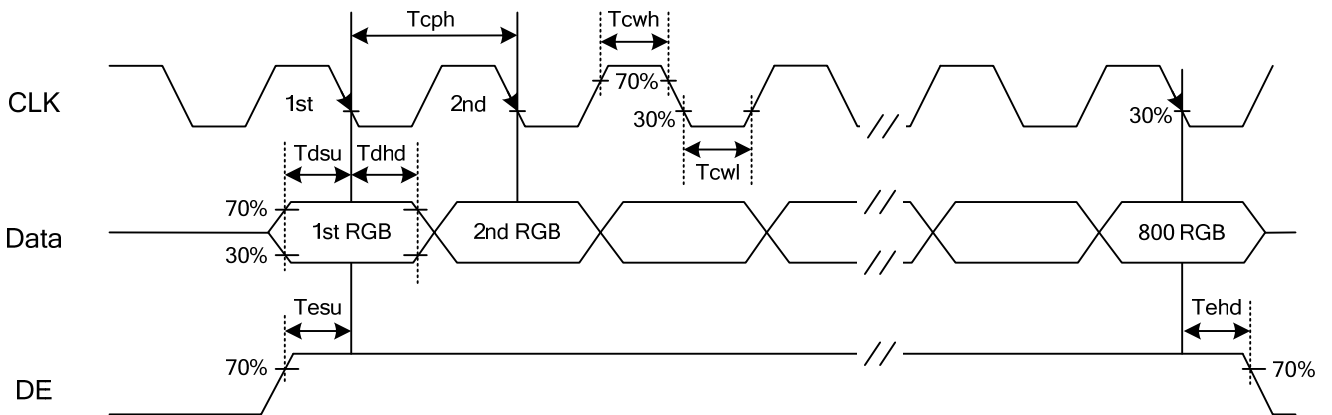 Tcph
Tcwh
CLK
1st
2nd
70%
30%
30%
Tcwl
Tdsu
Tdhd
70%
Data
1st RGB
2nd RGB
800 RGB
30%
Tesu
Tehd
70%
70%
DE